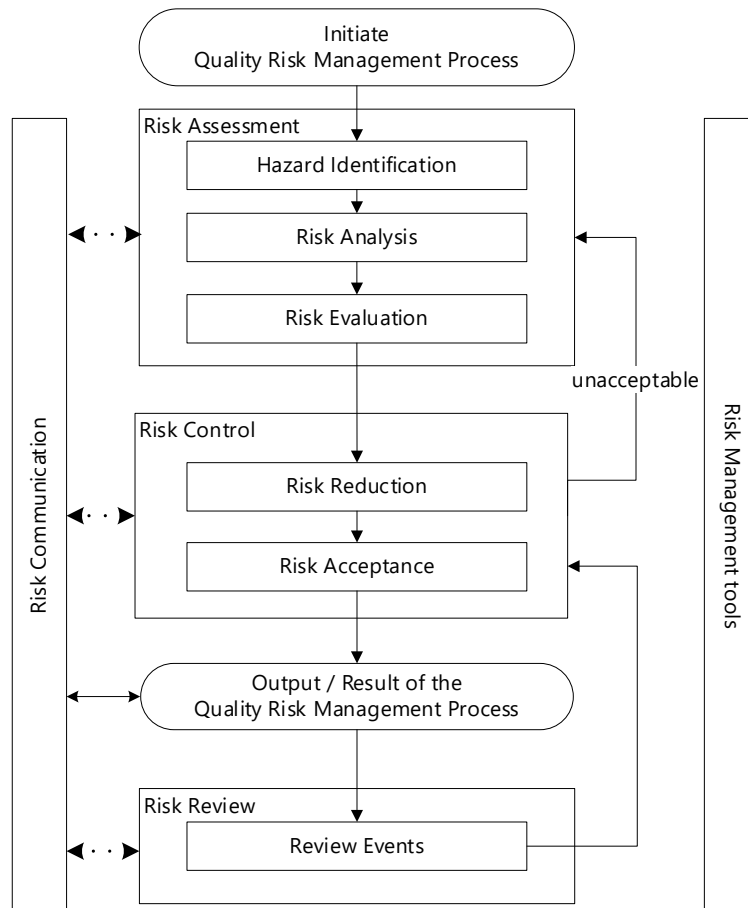 Initiate
Quality Risk Management Process
Risk Assessment
Hazard Identification
Risk Analysis
Risk Evaluation
unacceptable
Risk Control
Risk Reduction
Risk Acceptance
Output / Result of the
Quality Risk Management Process
Risk Review
Review Events
Risk Communication
Risk Management tools